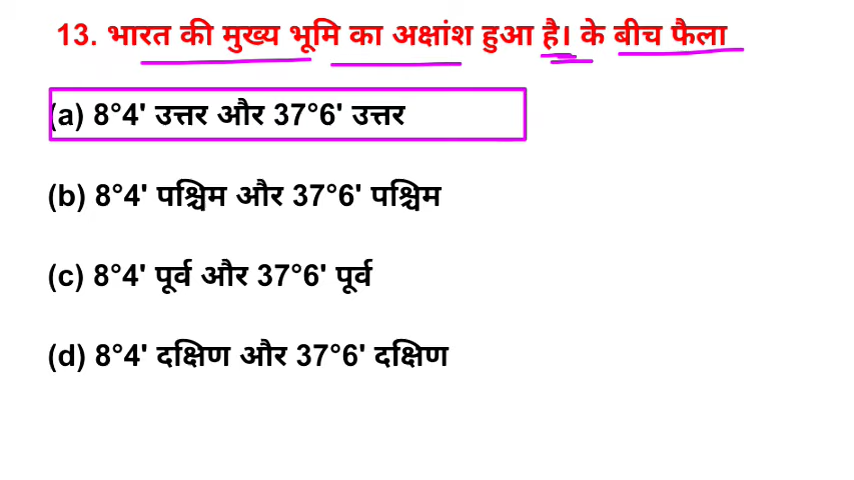 13. भारत की मुख्य भूमि का अक्षांश हुआ है। के बीच फैला
(a) 8°4' उत्तर और 37°6' उत्तर
(b) 8°4' पश्चिम और 37°6' पश्चिम
(c) 8°4' पूर्व और 37°6' पूर्व
(d) 8°4' दक्षिण और 37°6' दक्षिण